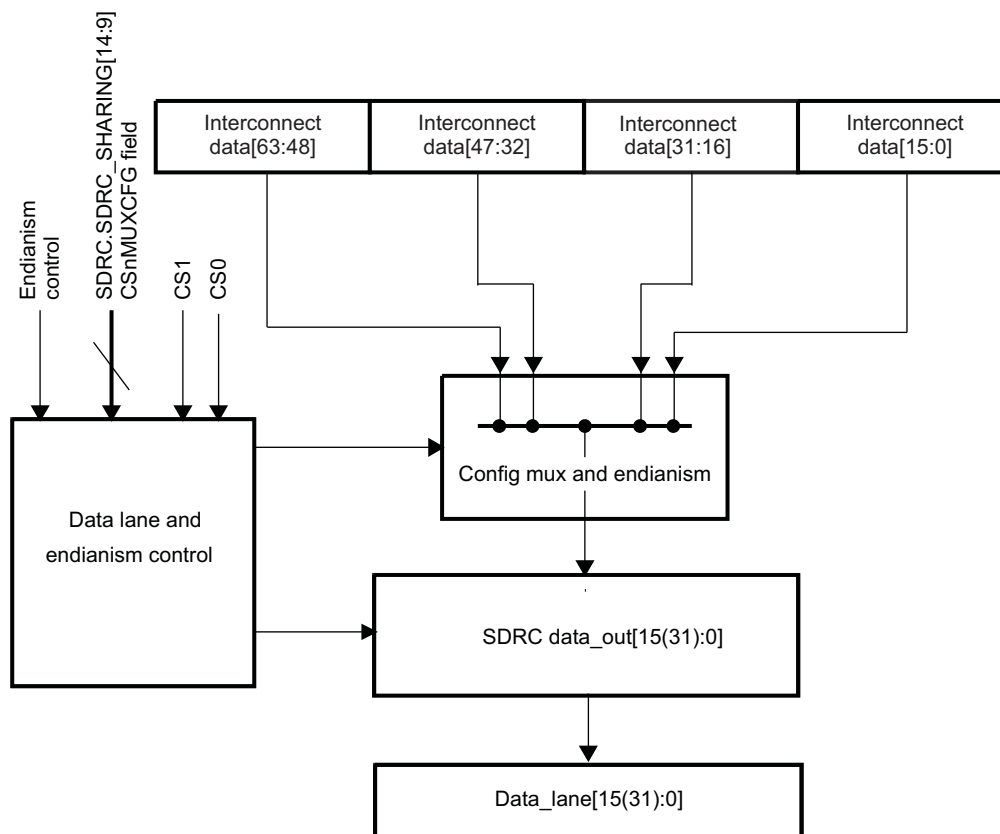 Endianism
control
SDRC.SDRC_SHARING[14:9]
CSnMUXCFG field
CS1
CS0
Interconnect
data[63:48]
Interconnect
data[47:32]
Interconnect
data[31:16]
Interconnect
data[15:0]
Config mux and endianism
Data lane and
endianism control
SDRC data_out[15(31):0]
Data_lane[15(31):0]